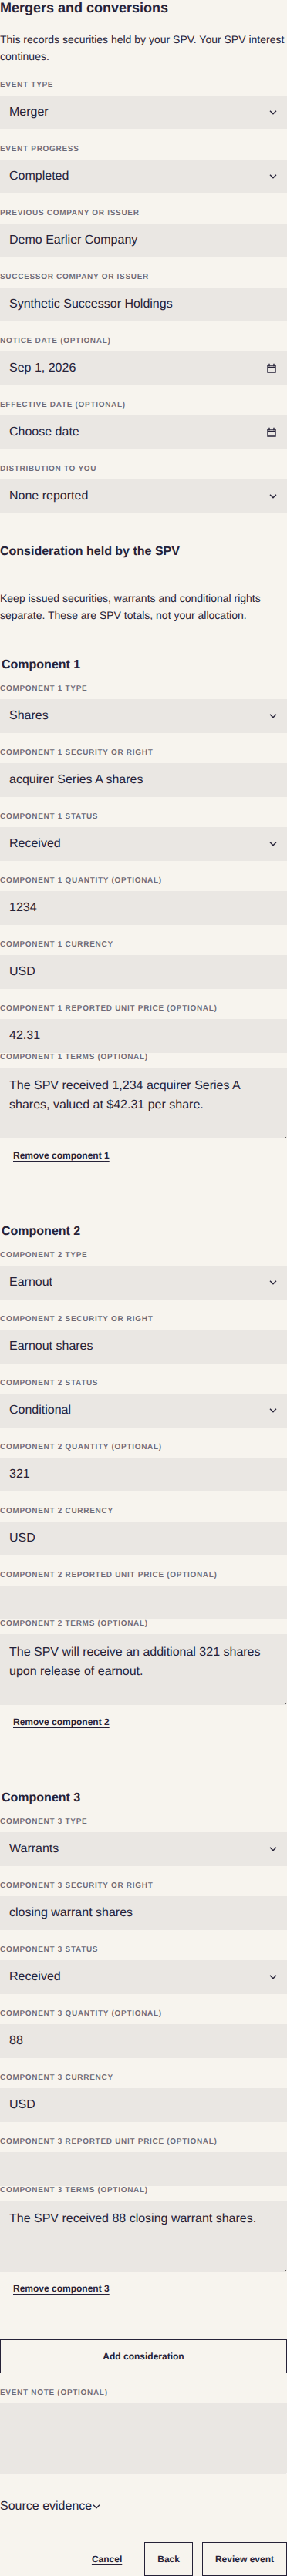 Mergers and conversions
This records securities held by your SPV. Your SPV interest
continues.
EVENT TYPE
Merger
EVENT PROGRESS
Completed
PREVIOUS COMPANY OR ISSUER
Demo Earlier Company
SUCCESSOR COMPANY OR ISSUER
Synthetic Successor Holdings
NOTICE DATE (OPTIONAL)
Sep 1, 2026
EFFECTIVE DATE (OPTIONAL)
Choose date
DISTRIBUTION TO YOU
None reported
Consideration held by the SPV
Keep issued securities, warrants and conditional rights
separate. These are SPV totals, not your allocation.
Component 1
COMPONENT 1 TYPE
Shares
COMPONENT 1 SECURITY OR RIGHT
acquirer Series A shares
COMPONENT 1 STATUS
Received
COMPONENT 1 QUANTITY (OPTIONAL)
1234
COMPONENT 1 CURRENCY
USD
COMPONENT 1 REPORTED UNIT PRICE (OPTIONAL)
42.31
COMPONENT 1 TERMS (OPTIONAL)
The SPV received 1,234 acquirer Series A
shares, valued at $42.31 per share.
Remove component 1
Component 2
COMPONENT 2 TYPE
Earnout
COMPONENT 2 SECURITY OR RIGHT
Earnout shares
COMPONENT 2 STATUS
Conditional
COMPONENT 2 QUANTITY (OPTIONAL)
321
COMPONENT 2 CURRENCY
USD
COMPONENT 2 REPORTED UNIT PRICE (OPTIONAL)
COMPONENT 2 TERMS (OPTIONAL)
The SPV will receive an additional 321 shares
upon release of earnout.
Remove component 2
Component 3
COMPONENT 3 TYPE
Warrants
COMPONENT 3 SECURITY OR RIGHT
closing warrant shares
COMPONENT 3 STATUS
Received
COMPONENT 3 QUANTITY (OPTIONAL)
88
COMPONENT 3 CURRENCY
USD
COMPONENT 3 REPORTED UNIT PRICE (OPTIONAL)
COMPONENT 3 TERMS (OPTIONAL)
The SPV received 88 closing warrant shares.
Remove component 3
Add consideration
EVENT NOTE (OPTIONAL)
Source evidence
Cancel Back Review event